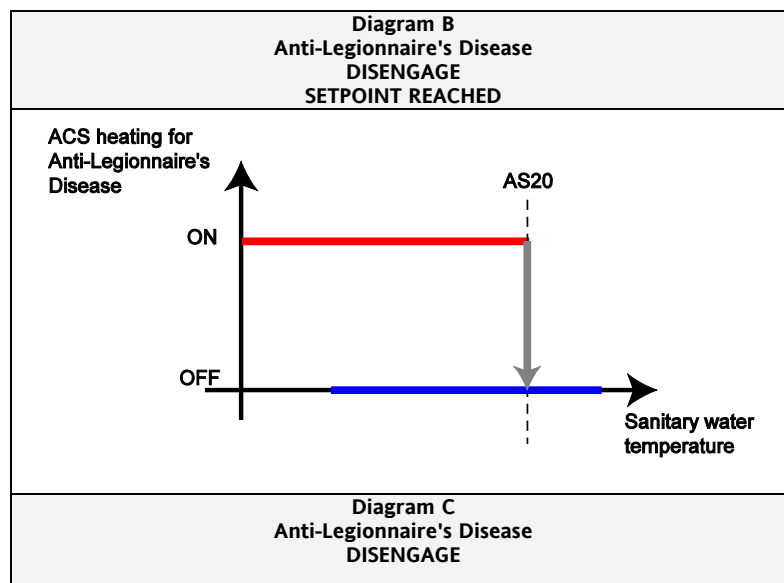 Diagram B
Anti-Legionnaire's Disease
DISENGAGE
SETPOINT REACHED
ACS heating for
Anti-Legionnaire's
Disease
AS20
ON
OFF
Sanitary water
temperature
Diagram C
Anti-Legionnaire's Disease
DISENGAGE